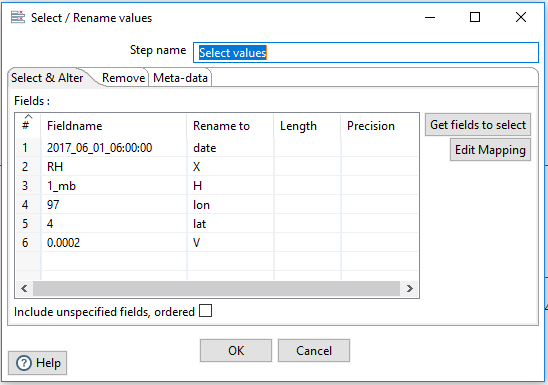 Select / Rename values
Step name Select values
Select & Alter Remove Meta-data
Fields :
# Fieldname Rename to Length Precision
1 2017_06_01_06:00:00 date
2 RH X
3 1_mb H
4 97 lon
5 4 lat
6 0.0002 V
Get fields to select
Edit Mapping
Include unspecified fields, ordered
OK Cancel
? Help